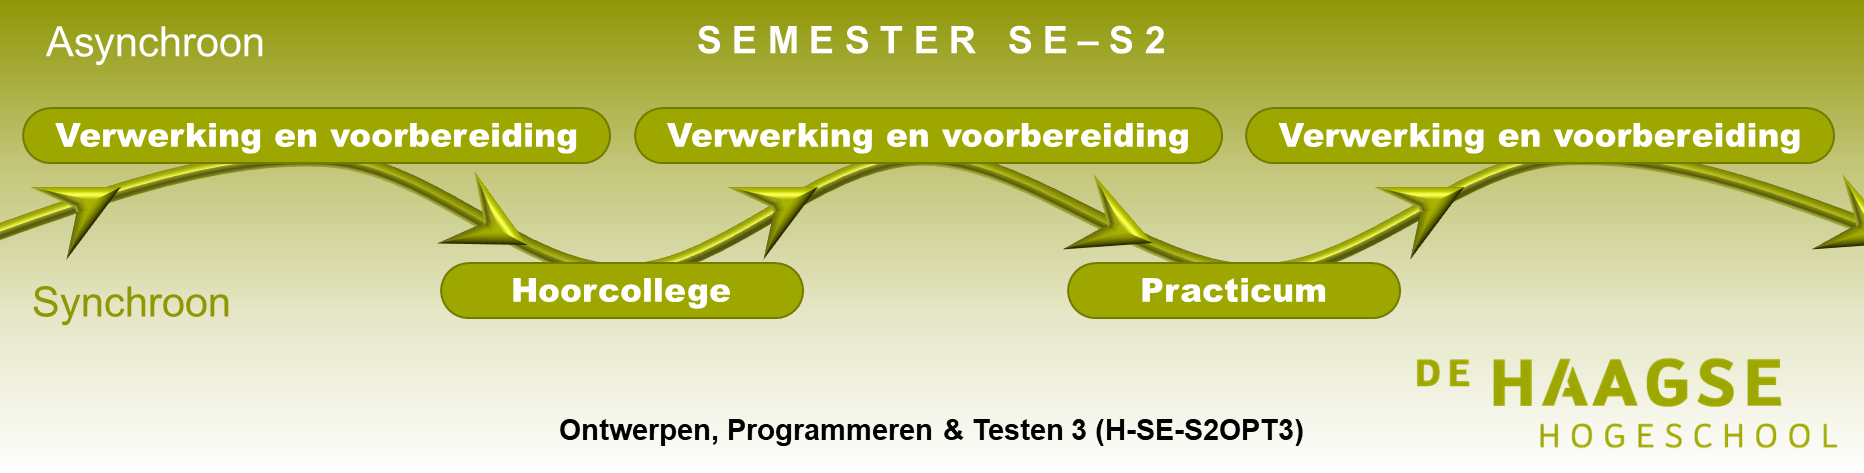 Asynchroon
SEMESTER SE–S2
Verwerking en voorbereiding
Verwerking en voorbereiding
Verwerking en voorbereiding
Synchroon
Hoorcollege
Practicum
DE HAAGSE
HOGESCHOOL
Ontwerpen, Programmeren & Testen 3 (H-SE-S2OPT3)